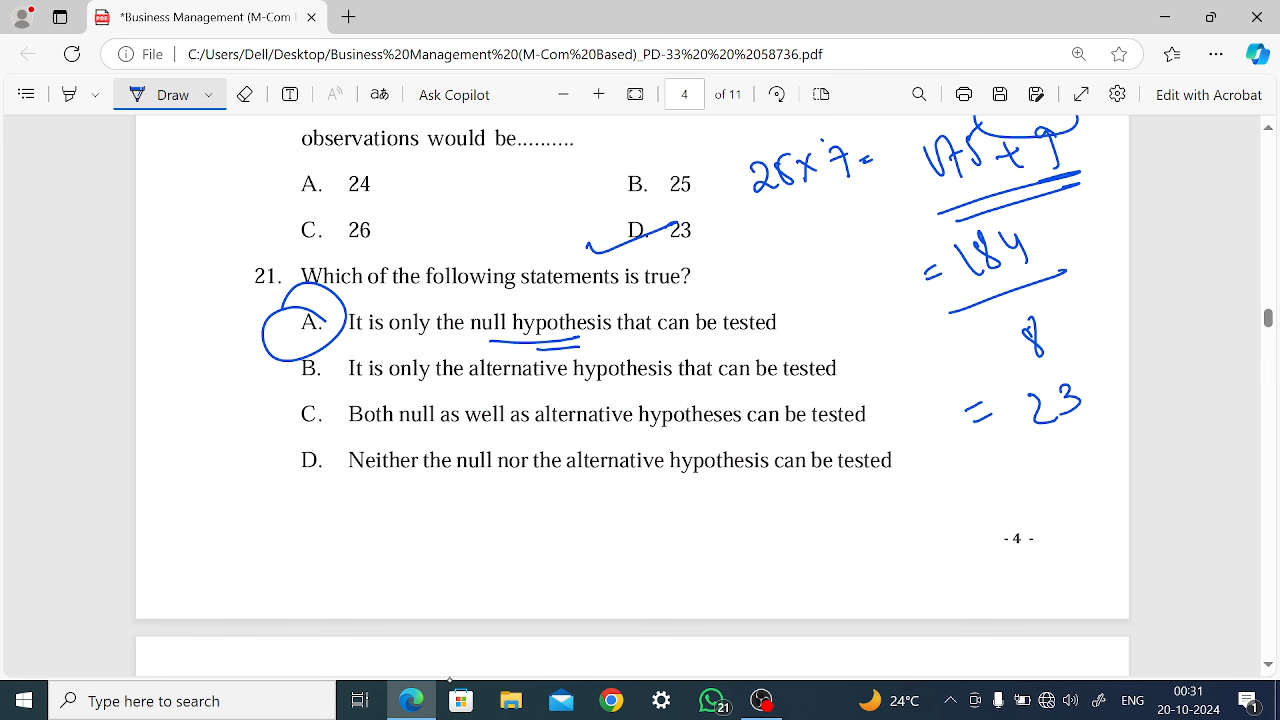 *Business Management (M-Com
File C:/Users/Dell/Desktop/Business%20Management%20(M-Com%20Based)_PD-33%20%20%2058736.pdf
Draw Ask Copilot 4 of 11 Edit with Acrobat
observations would be..........
A. 24 B. 25
C. 26 D. 23
21. Which of the following statements is true?
A. It is only the null hypothesis that can be tested
B. It is only the alternative hypothesis that can be tested
C. Both null as well as alternative hypotheses can be tested
D. Neither the null nor the alternative hypothesis can be tested
25 x 7 =
175 + 9
= 184
8
= 23
- 4 -
Type here to search 21 24°C ENG 00:31 20-10-2024 1